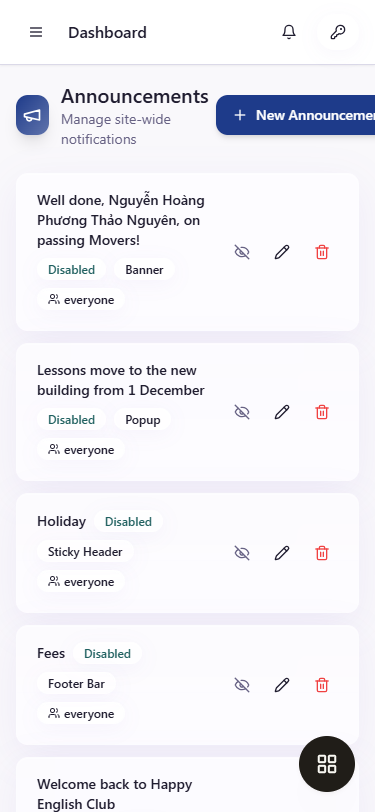 Dashboard
Announcements
Manage site-wide
notifications
New Announcemen
Well done, Nguyễn Hoàng
Phương Thảo Nguyên, on
passing Movers!
Disabled
Banner
everyone
Lessons move to the new
building from 1 December
Disabled
Popup
everyone
Holiday
Disabled
Sticky Header
everyone
Fees
Disabled
Footer Bar
everyone
Welcome back to Happy
English Club